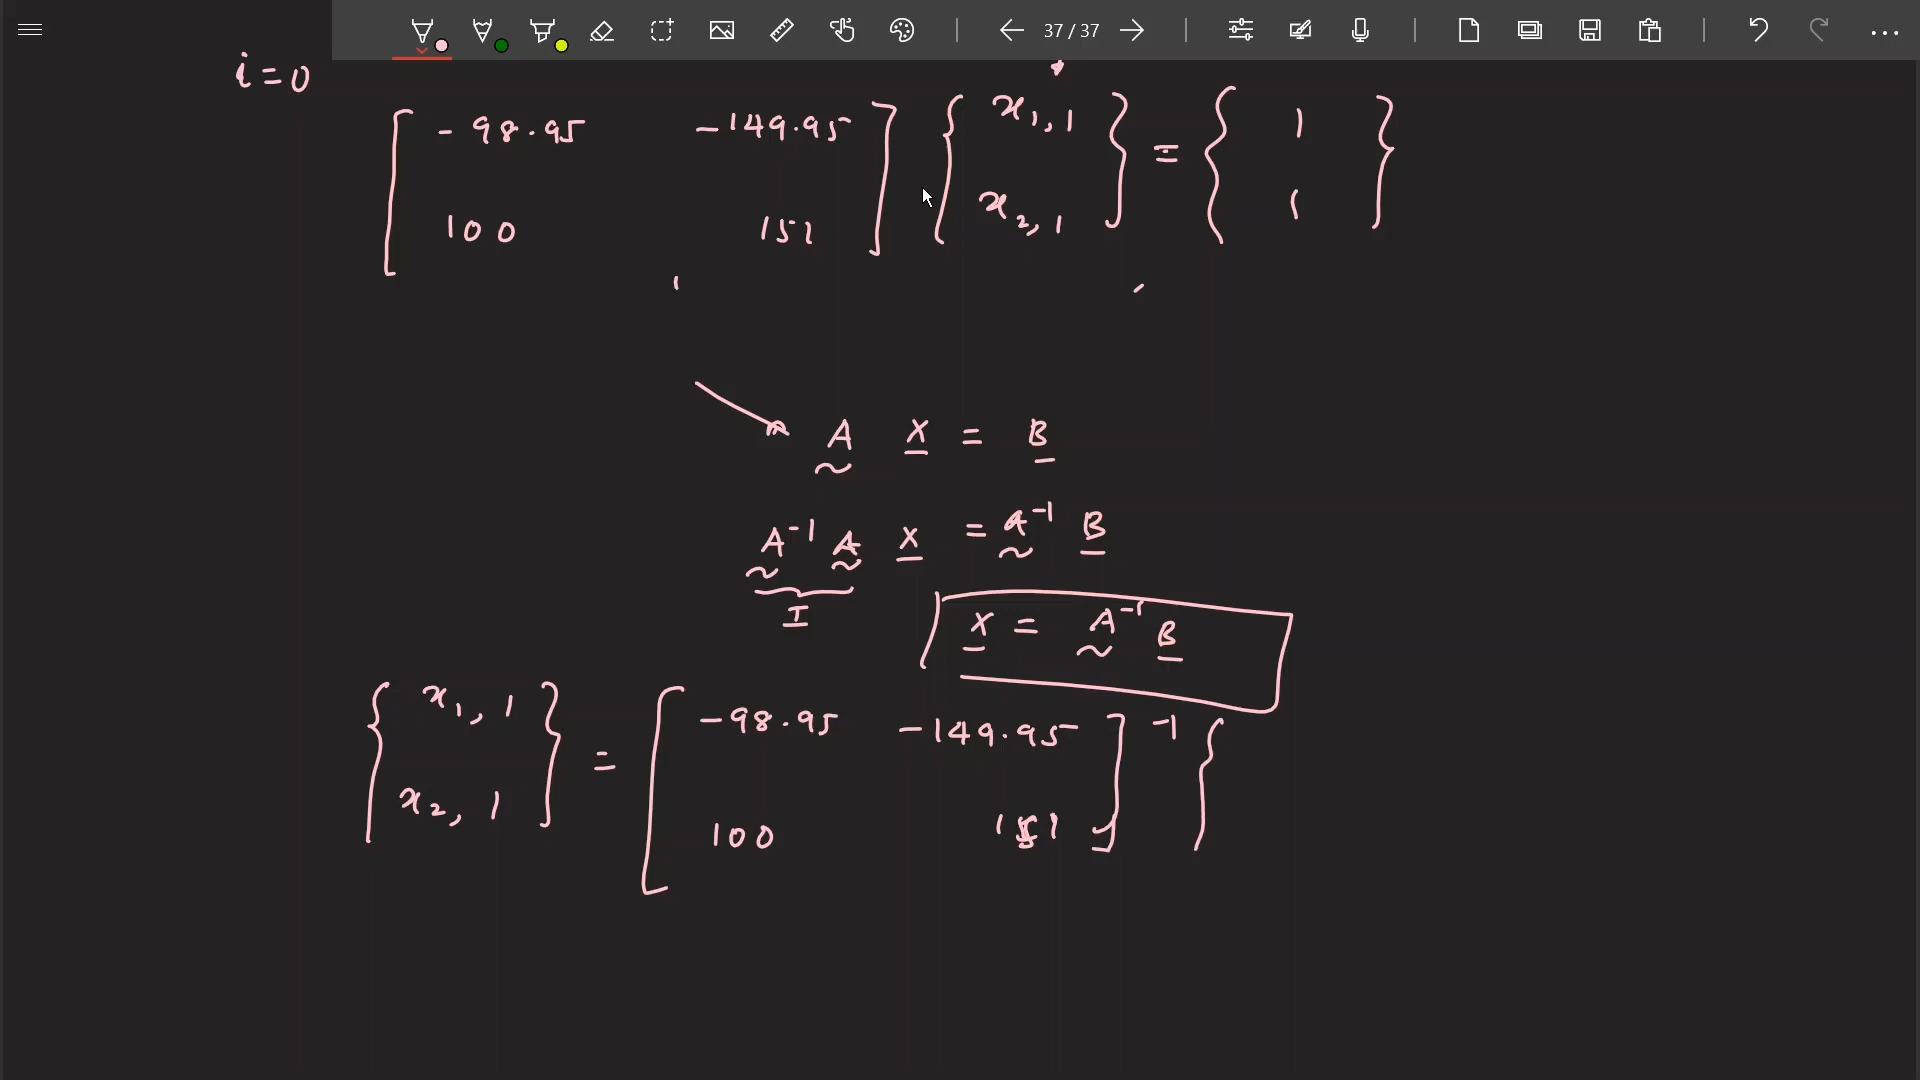 37 / 37
i = 0
[ -98.95 -149.95 ] { x₁,₁ } = { 1 }
[ 100 151 ] { x₂,₁ } { 1 }
A X = B
A⁻¹ A X = A⁻¹ B
I
X = A⁻¹ B
{ x₁,₁ } = [ -98.95 -149.95 ]⁻¹ {
{ x₂,₁ } [ 100 151 ]